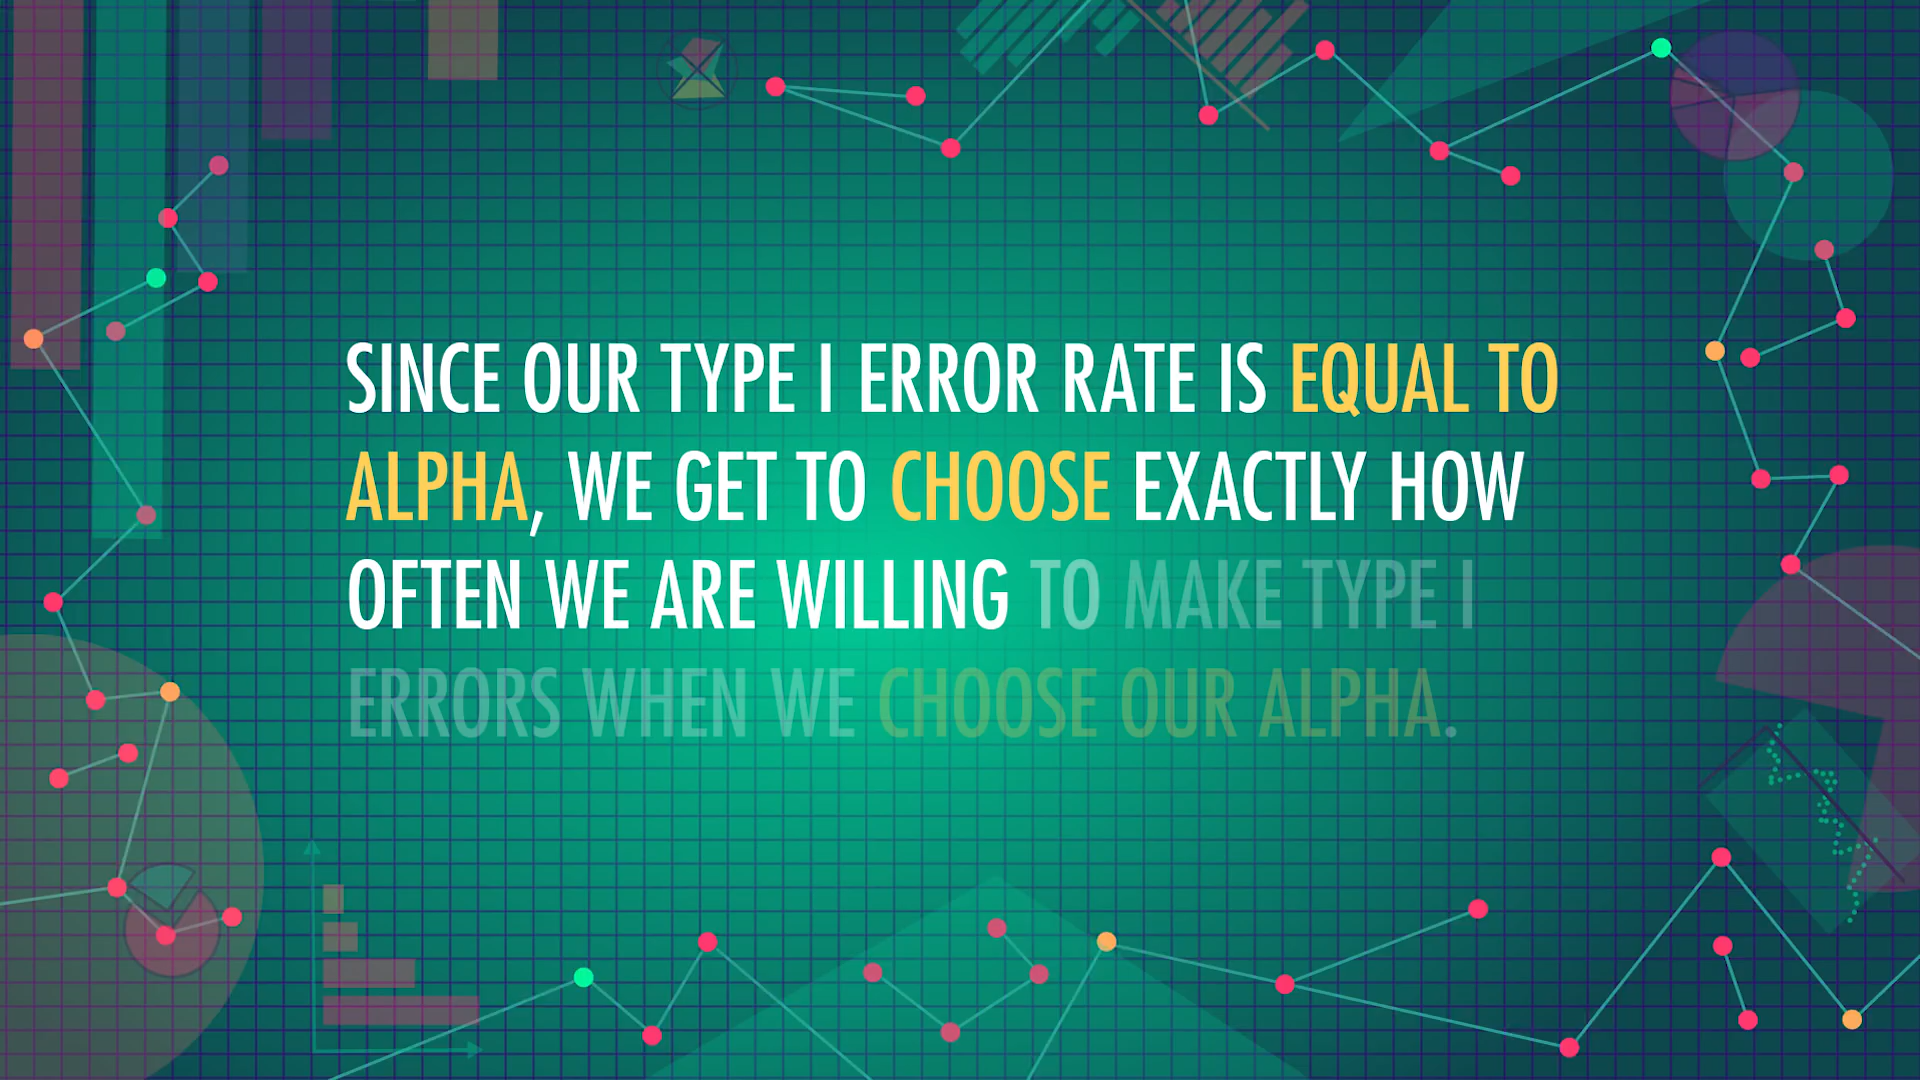 SINCE OUR TYPE I ERROR RATE IS EQUAL TO
ALPHA, WE GET TO CHOOSE EXACTLY HOW
OFTEN WE ARE WILLING TO MAKE TYPE I
ERRORS WHEN WE CHOOSE OUR ALPHA.